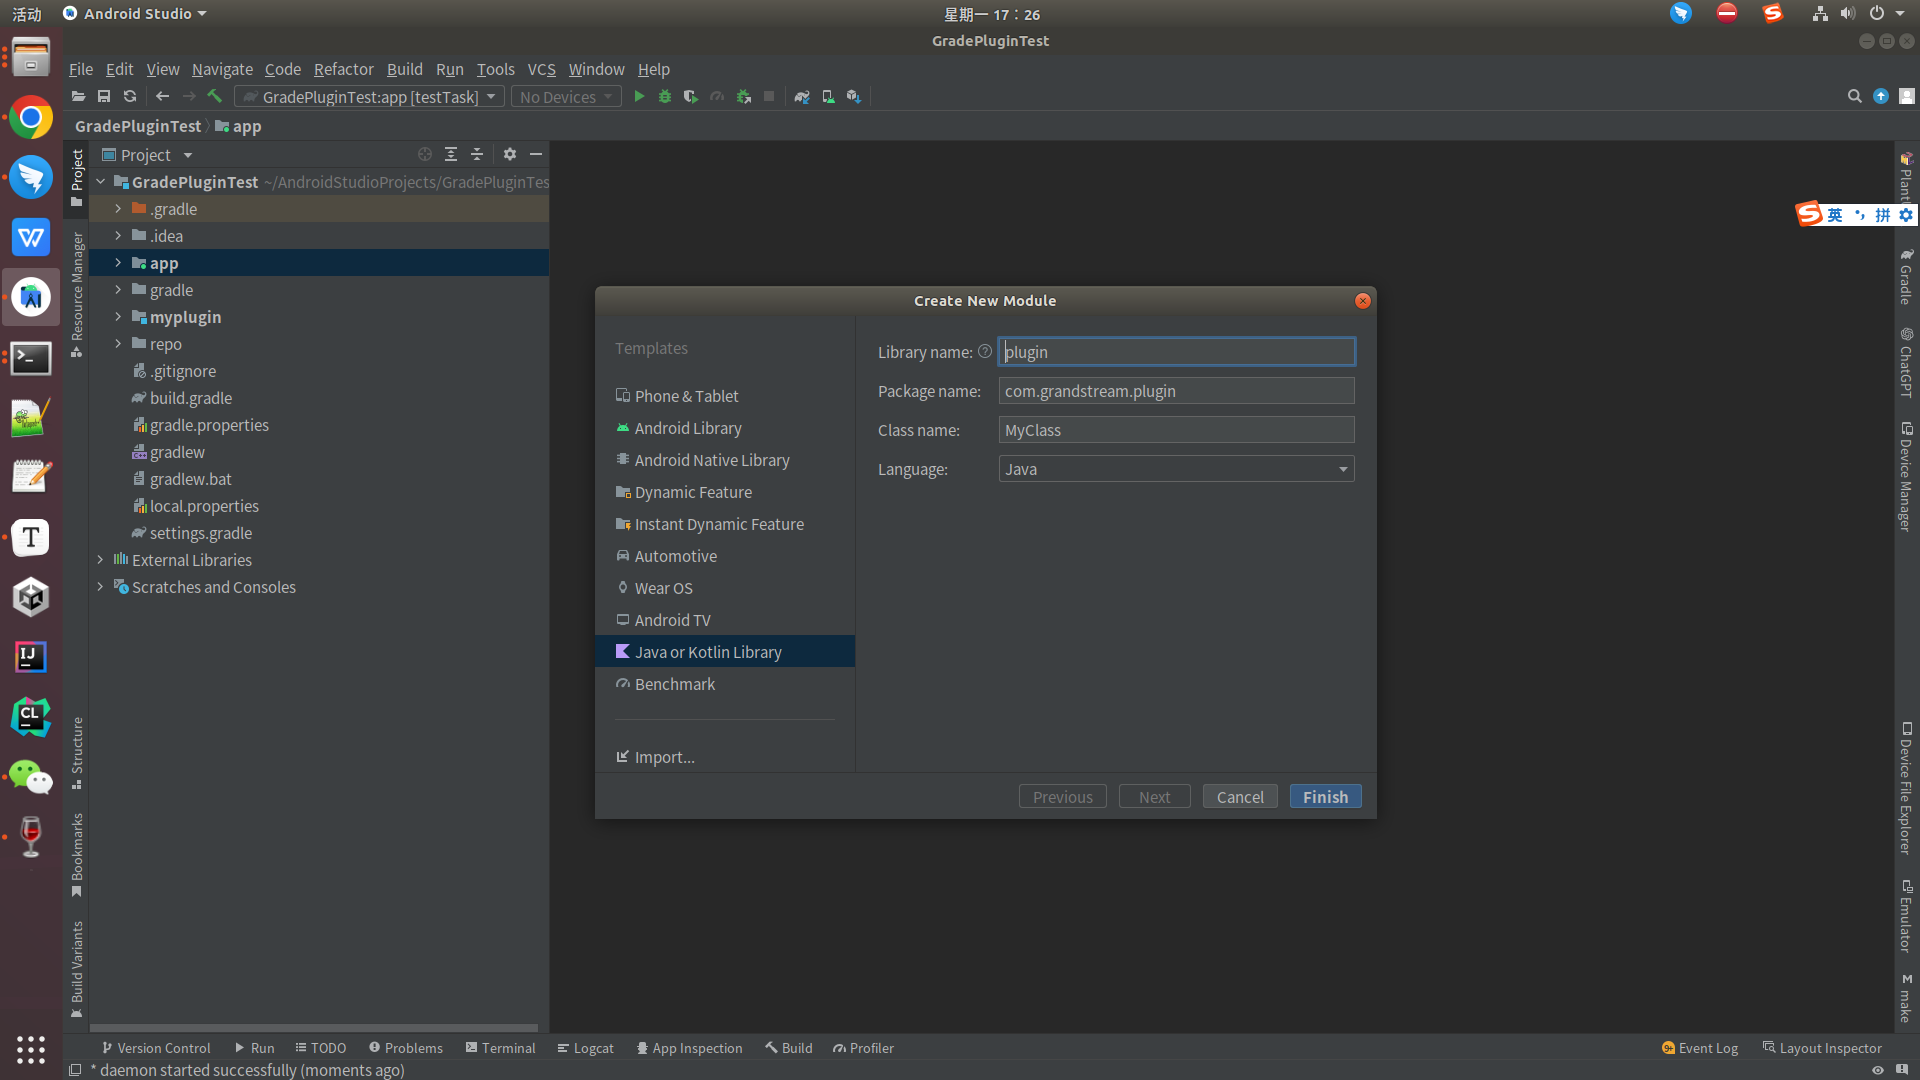 活动 Android Studio 星期一 17：26
GradePluginTest
File Edit View Navigate Code Refactor Build Run Tools VCS Window Help
GradePluginTest:app [testTask] No Devices
GradePluginTest app
Project
GradePluginTest ~/AndroidStudioProjects/GradePluginTes
.gradle
.idea
app
gradle
myplugin
repo
.gitignore
build.gradle
gradle.properties
gradlew
gradlew.bat
local.properties
settings.gradle
External Libraries
Scratches and Consoles
Project
Resource Manager
Structure
Bookmarks
Build Variants
Create New Module
Templates
Phone & Tablet
Android Library
Android Native Library
Dynamic Feature
Instant Dynamic Feature
Automotive
Wear OS
Android TV
Java or Kotlin Library
Benchmark
Import...
Library name: plugin
Package name: com.grandstream.plugin
Class name: MyClass
Language: Java
Previous Next Cancel Finish
英 拼
Gradle
ChatGPT
Device Manager
Device File Explorer
Emulator
make
Version Control Run TODO Problems Terminal Logcat App Inspection Build Profiler Event Log Layout Inspector
* daemon started successfully (moments ago)